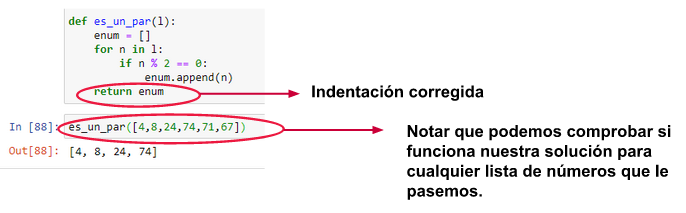 def es_un_par(l):
    enum = []
    for n in l:
        if n % 2 == 0:
            enum.append(n)
    return enum
Indentación corregida
In [88]: es_un_par([4,8,24,74,71,67])
Out[88]: [4, 8, 24, 74]
Notar que podemos comprobar si
funciona nuestra solución para
cualquier lista de números que le
pasemos.